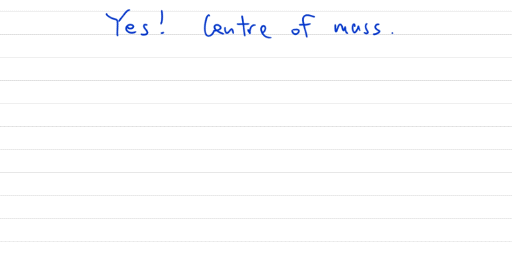 Yes! Centre of mass.